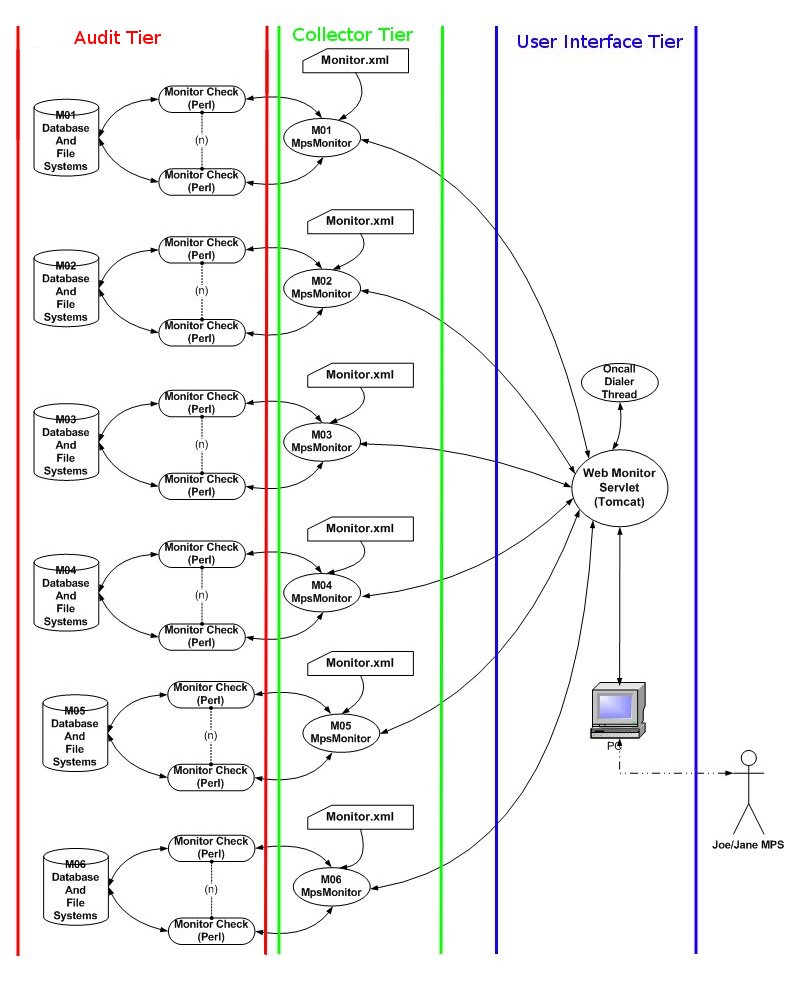 Audit Tier
Collector Tier
User Interface Tier
Monitor.xml
Monitor Check
(Perl)
M01
Database
And
File
Systems
(n)
M01
MpsMonitor
Monitor Check
(Perl)
Monitor.xml
Monitor Check
(Perl)
M02
Database
And
File
Systems
(n)
M02
MpsMonitor
Monitor Check
(Perl)
Monitor.xml
Monitor Check
(Perl)
M03
Database
And
File
Systems
(n)
M03
MpsMonitor
Monitor Check
(Perl)
Oncall
Dialer
Thread
Web Monitor
Servlet
(Tomcat)
Monitor.xml
Monitor Check
(Perl)
M04
Database
And
File
Systems
(n)
M04
MpsMonitor
Monitor Check
(Perl)
Monitor.xml
Monitor Check
(Perl)
M05
Database
And
File
Systems
(n)
M05
MpsMonitor
Monitor Check
(Perl)
PC
Joe/Jane MPS
Monitor.xml
Monitor Check
(Perl)
M06
Database
And
File
Systems
(n)
M06
MpsMonitor
Monitor Check
(Perl)